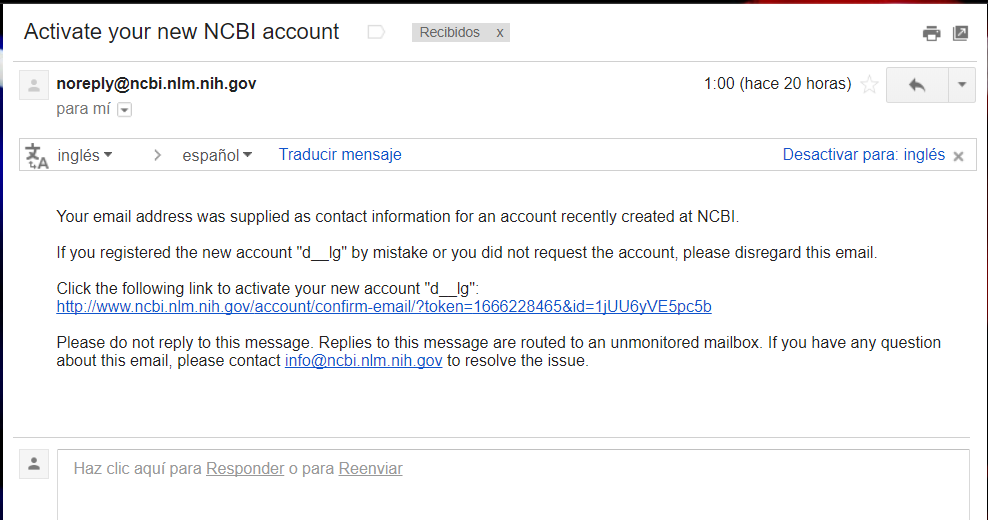 Activate your new NCBI account
Recibidos x
noreply@ncbi.nlm.nih.gov
1:00 (hace 20 horas)
para mí
inglés
español
Traducir mensaje
Desactivar para: inglés
Your email address was supplied as contact information for an account recently created at NCBI.
If you registered the new account "d__lg" by mistake or you did not request the account, please disregard this email.
Click the following link to activate your new account "d__lg":
http://www.ncbi.nlm.nih.gov/account/confirm-email/?token=1666228465&id=1jUU6yVE5pc5b
Please do not reply to this message. Replies to this message are routed to an unmonitored mailbox. If you have any question
about this email, please contact info@ncbi.nlm.nih.gov to resolve the issue.
Haz clic aquí para Responder o para Reenviar